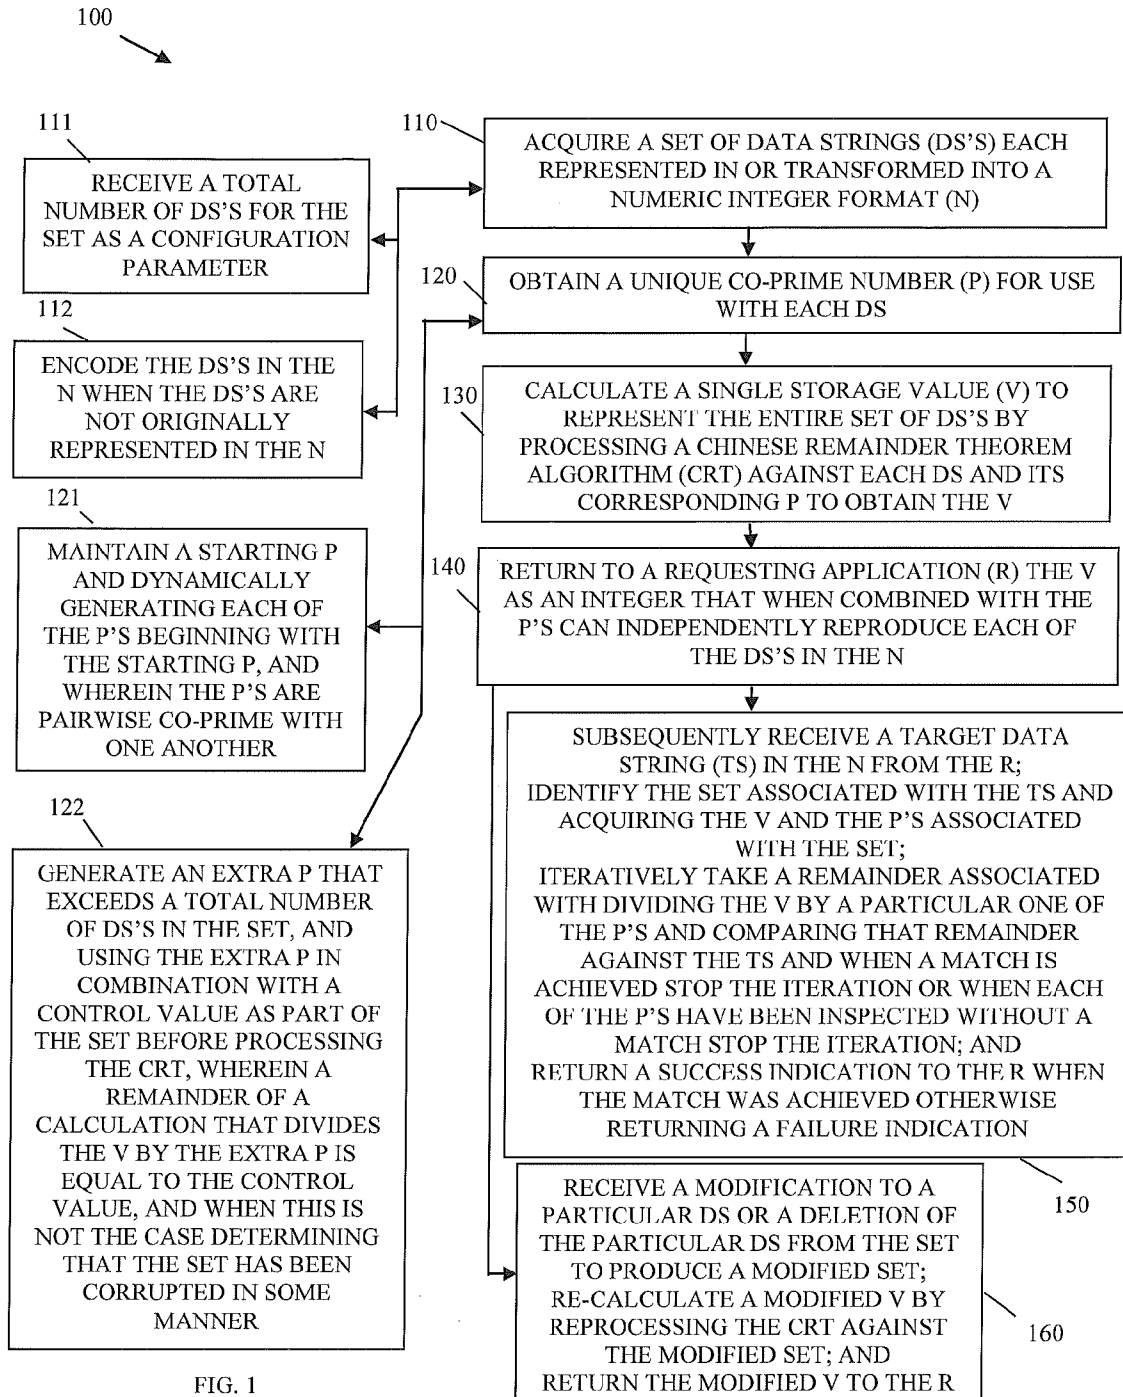 100
111
RECEIVE A TOTAL
NUMBER OF DS'S FOR THE
SET AS A CONFIGURATION
PARAMETER
112
ENCODE THE DS'S IN THE
N WHEN THE DS'S ARE
NOT ORIGINALLY
REPRESENTED IN THE N
121
MAINTAIN A STARTING P
AND DYNAMICALLY
GENERATING EACH OF
THE P'S BEGINNING WITH
THE STARTING P, AND
WHEREIN THE P'S ARE
PAIRWISE CO-PRIME WITH
ONE ANOTHER
122
GENERATE AN EXTRA P THAT
EXCEEDS A TOTAL NUMBER
OF DS'S IN THE SET, AND
USING THE EXTRA P IN
COMBINATION WITH A
CONTROL VALUE AS PART OF
THE SET BEFORE PROCESSING
THE CRT, WHEREIN A
REMAINDER OF A
CALCULATION THAT DIVIDES
THE V BY THE EXTRA P IS
EQUAL TO THE CONTROL
VALUE, AND WHEN THIS IS
NOT THE CASE DETERMINING
THAT THE SET HAS BEEN
CORRUPTED IN SOME
MANNER
110
ACQUIRE A SET OF DATA STRINGS (DS'S) EACH
REPRESENTED IN OR TRANSFORMED INTO A
NUMERIC INTEGER FORMAT (N)
120
OBTAIN A UNIQUE CO-PRIME NUMBER (P) FOR USE
WITH EACH DS
130
CALCULATE A SINGLE STORAGE VALUE (V) TO
REPRESENT THE ENTIRE SET OF DS'S BY
PROCESSING A CHINESE REMAINDER THEOREM
ALGORITHM (CRT) AGAINST EACH DS AND ITS
CORRESPONDING P TO OBTAIN THE V
140
RETURN TO A REQUESTING APPLICATION (R) THE V
AS AN INTEGER THAT WHEN COMBINED WITH THE
P'S CAN INDEPENDENTLY REPRODUCE EACH OF
THE DS'S IN THE N
SUBSEQUENTLY RECEIVE A TARGET DATA
STRING (TS) IN THE N FROM THE R;
IDENTIFY THE SET ASSOCIATED WITH THE TS AND
ACQUIRING THE V AND THE P'S ASSOCIATED
WITH THE SET;
ITERATIVELY TAKE A REMAINDER ASSOCIATED
WITH DIVIDING THE V BY A PARTICULAR ONE OF
THE P'S AND COMPARING THAT REMAINDER
AGAINST THE TS AND WHEN A MATCH IS
ACHIEVED STOP THE ITERATION OR WHEN EACH
OF THE P'S HAVE BEEN INSPECTED WITHOUT A
MATCH STOP THE ITERATION; AND
RETURN A SUCCESS INDICATION TO THE R WHEN
THE MATCH WAS ACHIEVED OTHERWISE
RETURNING A FAILURE INDICATION
150
RECEIVE A MODIFICATION TO A
PARTICULAR DS OR A DELETION OF
THE PARTICULAR DS FROM THE SET
TO PRODUCE A MODIFIED SET;
RE-CALCULATE A MODIFIED V BY
REPROCESSING THE CRT AGAINST
THE MODIFIED SET; AND
RETURN THE MODIFIED V TO THE R
160
FIG. 1